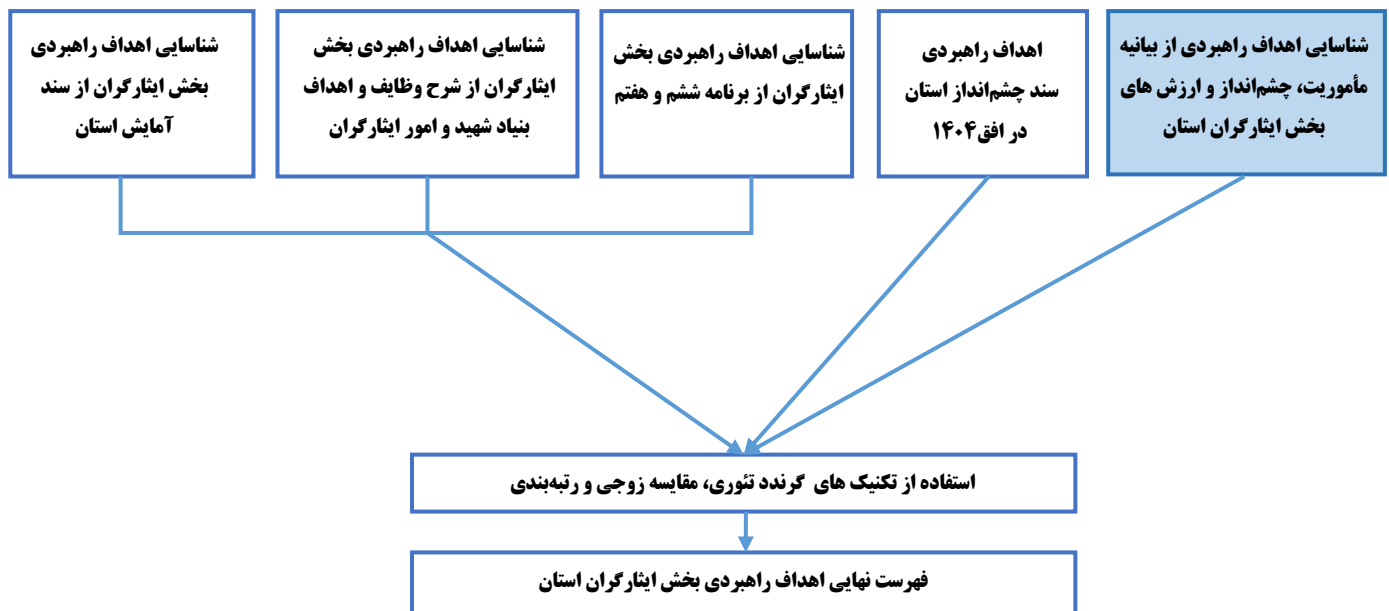 شناسایی اهداف راهبردی از بیانیه
مأموریت، چشم‌انداز و ارزش های
بخش ایثارگران استان
اهداف راهبردی
سند چشم‌انداز استان
در افق۱۴۰۴
شناسایی اهداف راهبردی بخش
ایثارگران از برنامه ششم و هفتم
شناسایی اهداف راهبردی بخش
ایثارگران از شرح وظایف و اهداف
بنیاد شهید و امور ایثارگران
شناسایی اهداف راهبردی
بخش ایثارگران از سند
آمایش استان
استفاده از تکنیک های گرندد تئوری، مقایسه زوجی و رتبه‌بندی
فهرست نهایی اهداف راهبردی بخش ایثارگران استان